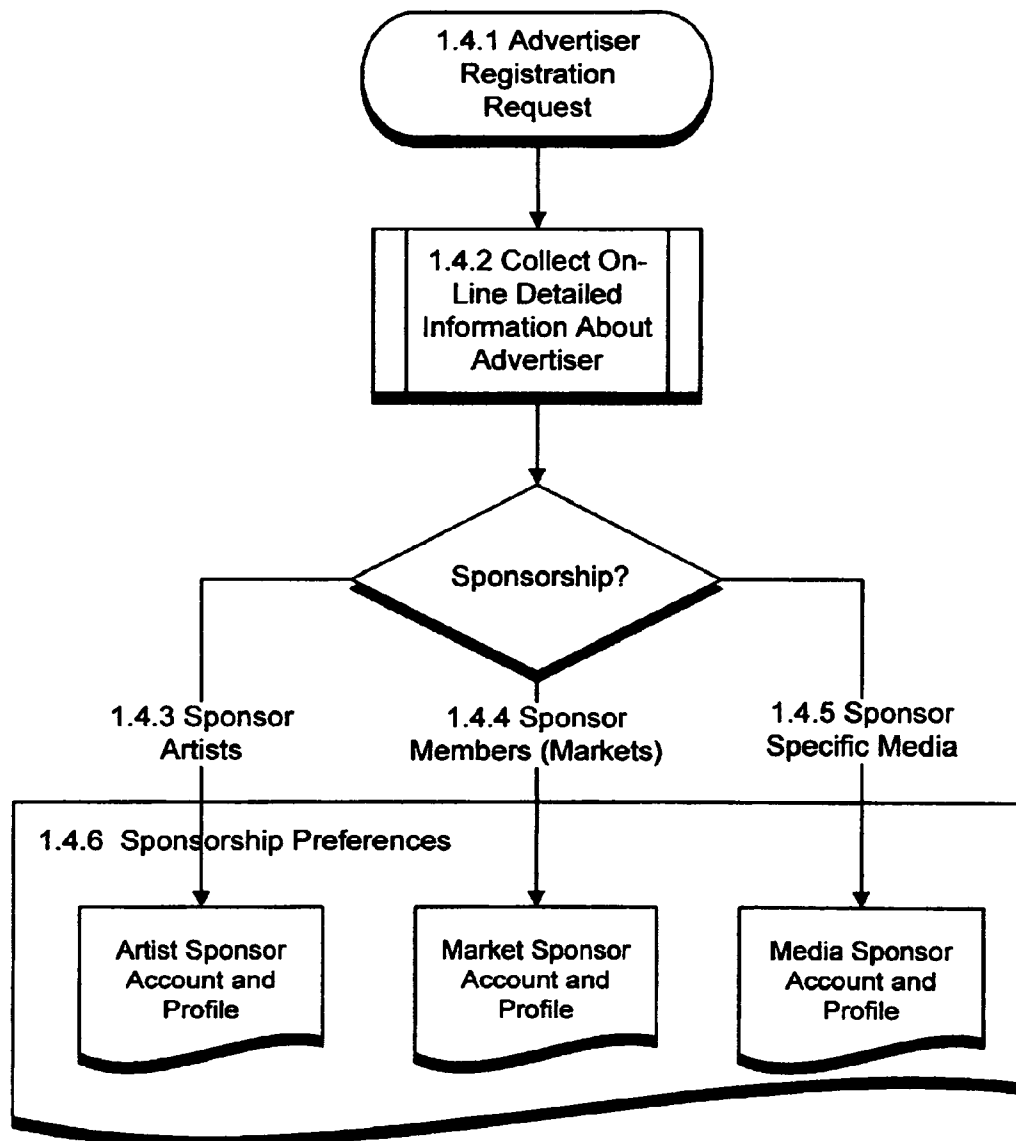 1.4.1 Advertiser
Registration
Request
1.4.2 Collect On-
Line Detailed
Information About
Advertiser
Sponsorship?
1.4.3 Sponsor
Artists
1.4.4 Sponsor
Members (Markets)
1.4.5 Sponsor
Specific Media
1.4.6 Sponsorship Preferences
Artist Sponsor
Account and
Profile
Market Sponsor
Account and
Profile
Media Sponsor
Account and
Profile